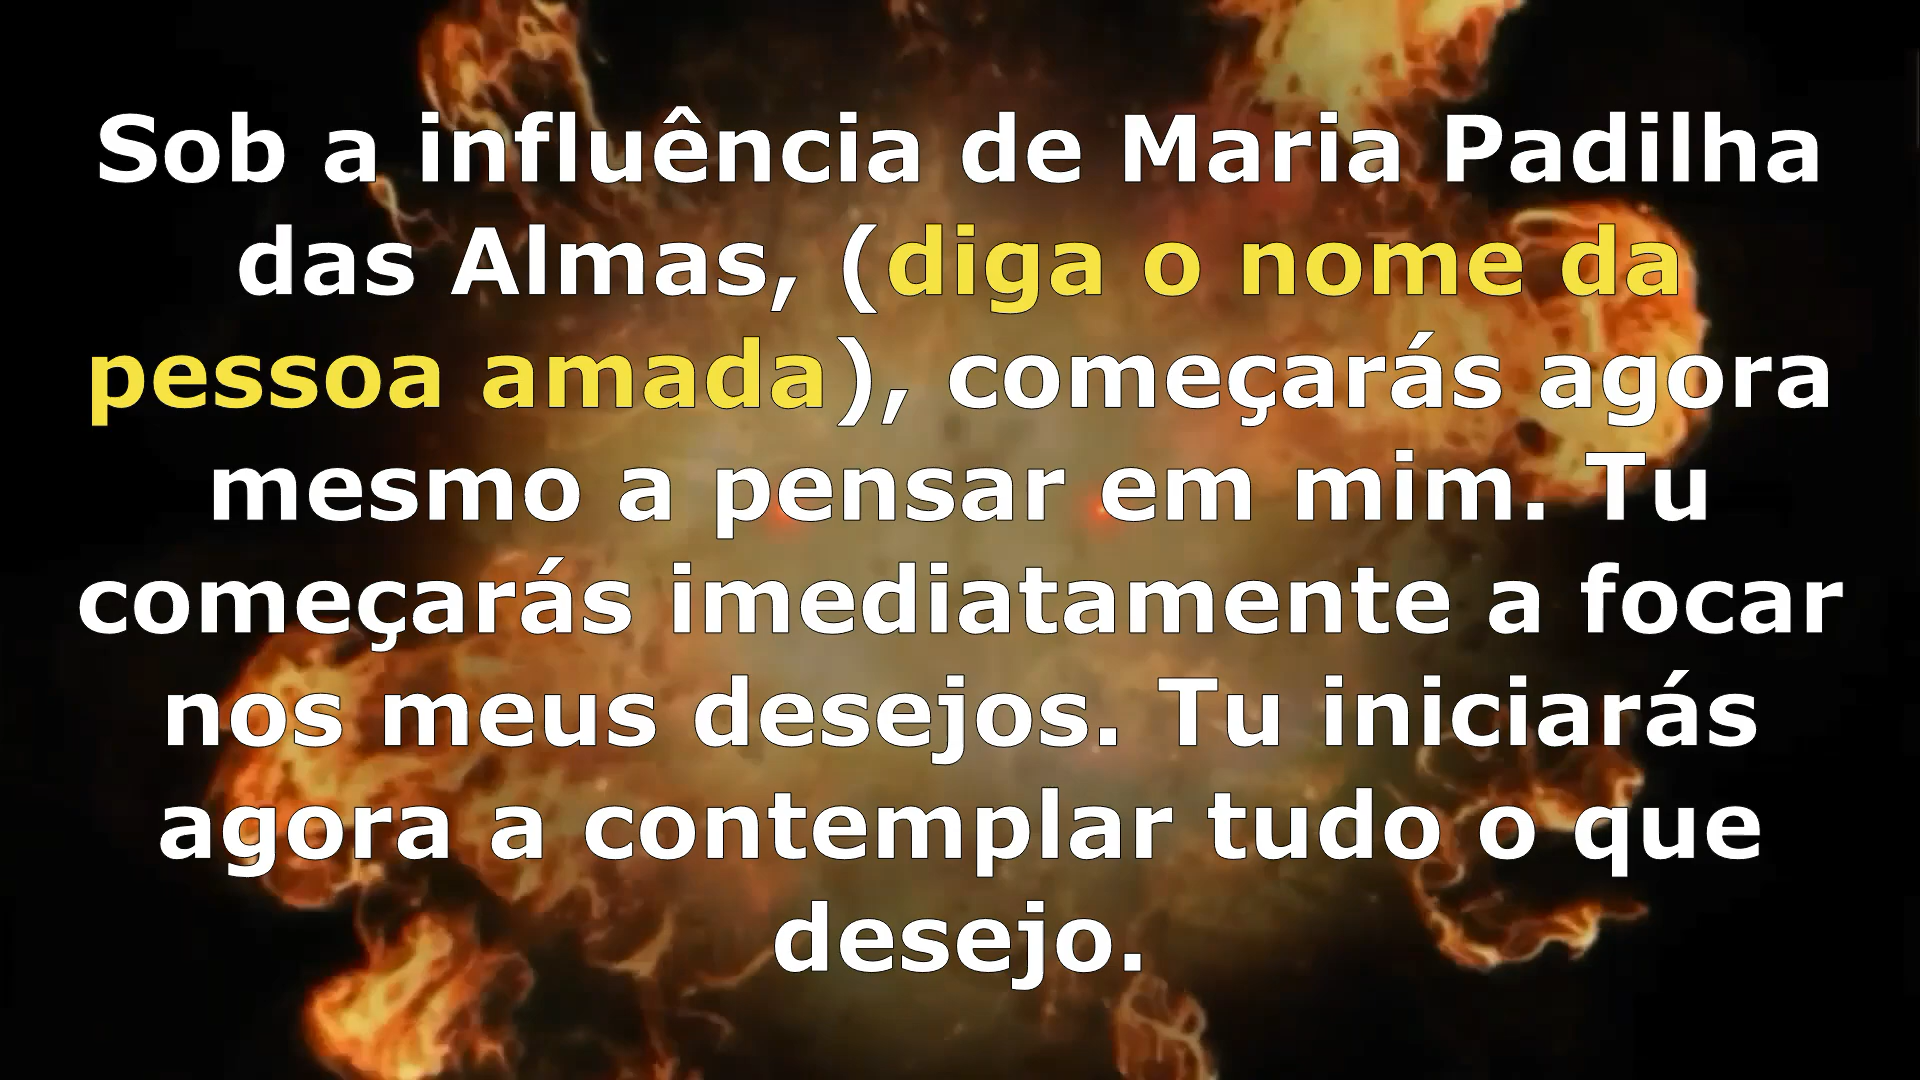 Sob a influência de Maria Padilha
das Almas, (diga o nome da
pessoa amada), começarás agora
mesmo a pensar em mim. Tu
começarás imediatamente a focar
nos meus desejos. Tu iniciarás
agora a contemplar tudo o que
desejo.